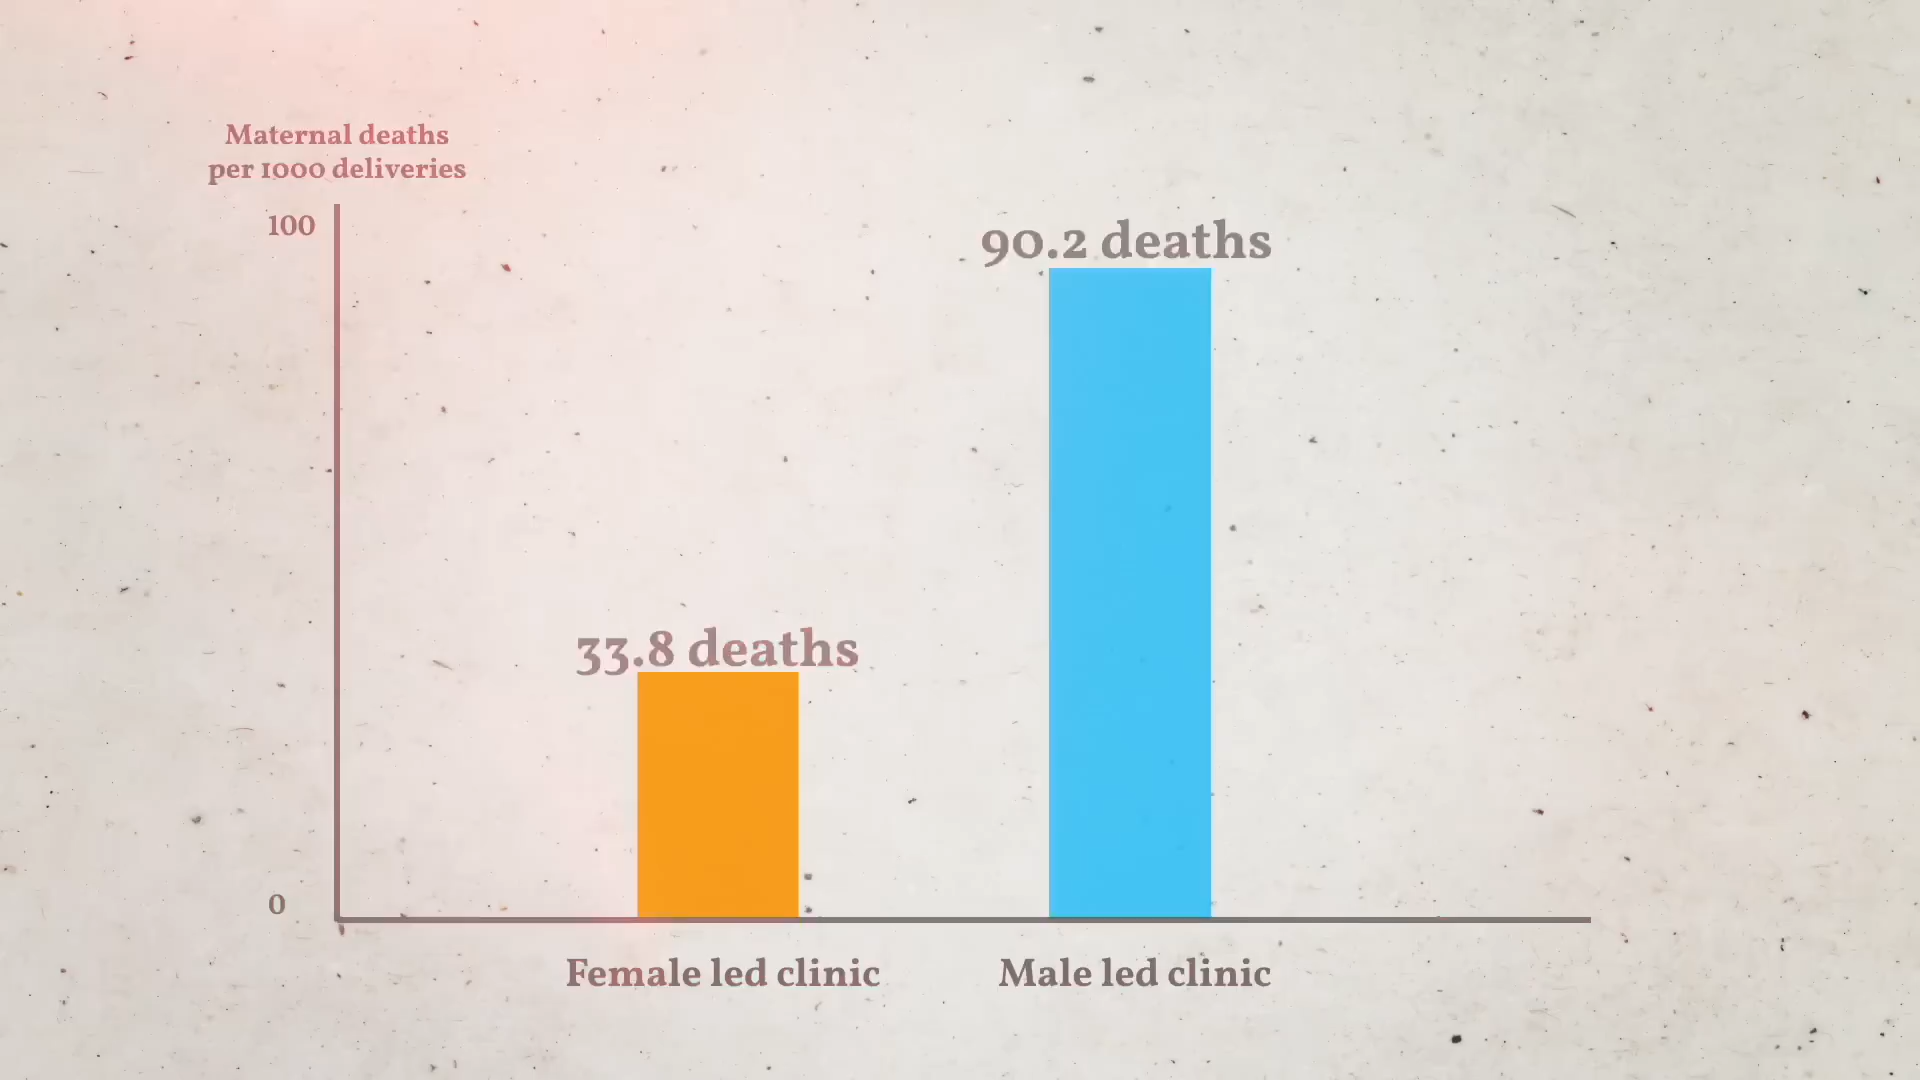 Maternal deaths
per 1000 deliveries
100
90.2 deaths
33.8 deaths
0
Female led clinic
Male led clinic